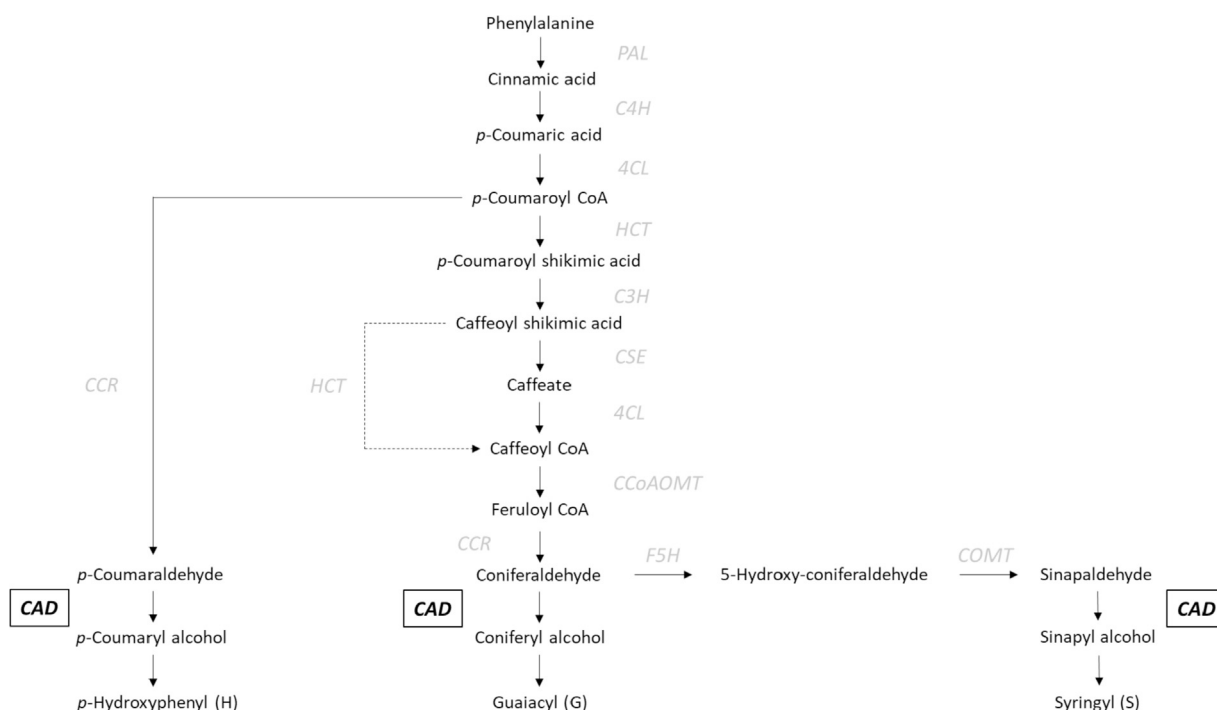 Phenylalanine
PAL
Cinnamic acid
C4H
p-Coumaric acid
4CL
p-Coumaroyl CoA
HCT
p-Coumaroyl shikimic acid
C3H
Caffeoyl shikimic acid
CSE
CCR
HCT
Caffeate
4CL
Caffeoyl CoA
CCoAOMT
Feruloyl CoA
CCR
F5H
COMT
p-Coumaraldehyde
Coniferaldehyde
5-Hydroxy-coniferaldehyde
Sinapaldehyde
CAD
CAD
CAD
p-Coumaryl alcohol
Coniferyl alcohol
Sinapyl alcohol
p-Hydroxyphenyl (H)
Guaiacyl (G)
Syringyl (S)